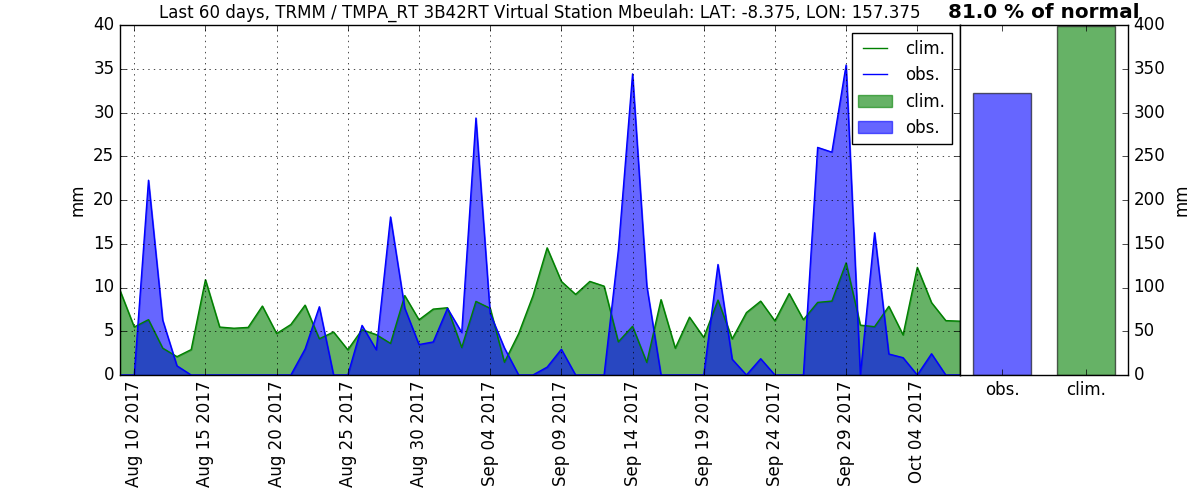 Last 60 days, TRMM / TMPA_RT 3B42RT Virtual Station Mbeulah: LAT: -8.375, LON: 157.375
81.0 % of normal
40
35
30
25
20
15
10
5
0
mm
clim.
obs.
clim.
obs.
400
350
300
250
200
150
100
50
0
mm
obs.
clim.
Aug 10 2017
Aug 15 2017
Aug 20 2017
Aug 25 2017
Aug 30 2017
Sep 04 2017
Sep 09 2017
Sep 14 2017
Sep 19 2017
Sep 24 2017
Sep 29 2017
Oct 04 2017